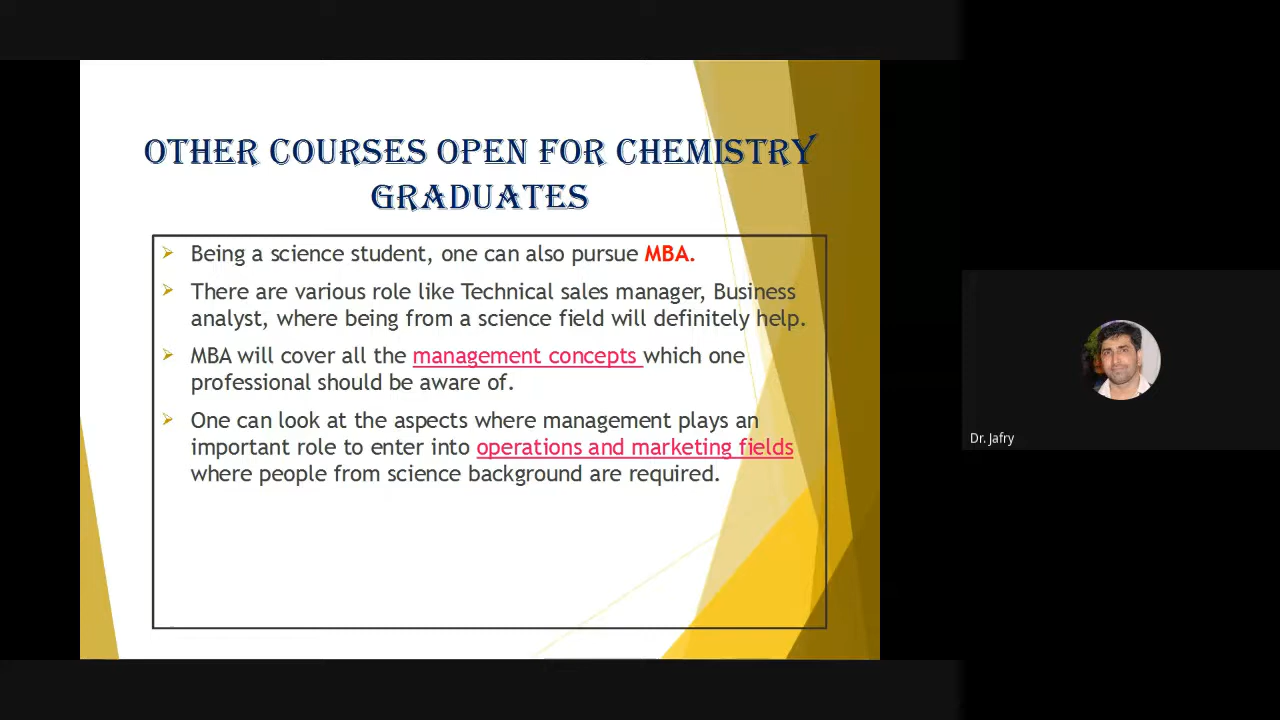 OTHER COURSES OPEN FOR CHEMISTRY
GRADUATES
Being a science student, one can also pursue MBA.
There are various role like Technical sales manager, Business
analyst, where being from a science field will definitely help.
MBA will cover all the management concepts which one
professional should be aware of.
One can look at the aspects where management plays an
important role to enter into operations and marketing fields
where people from science background are required.
Dr. Jafry